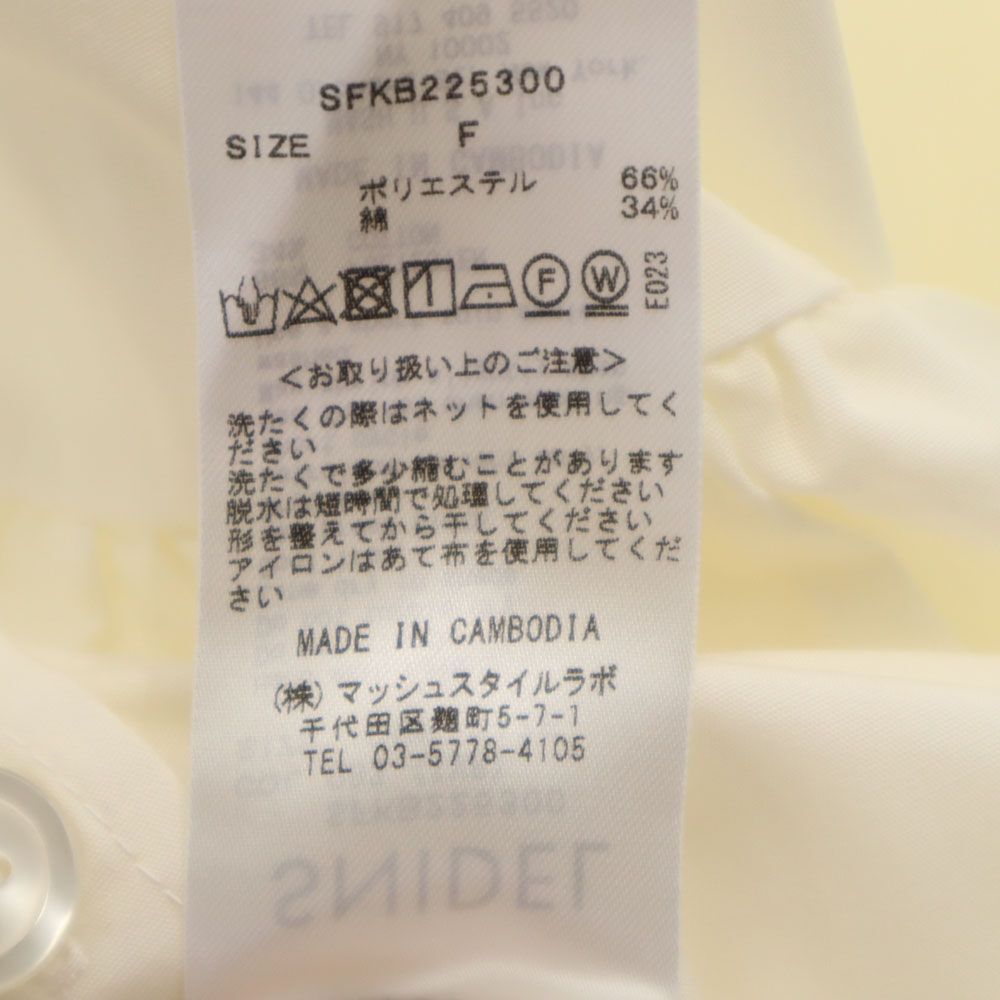 SFKB225300
SIZE F
ポリエステル 66%
綿 34%
F W E023
<お取り扱い上のご注意>
洗たくの際はネットを使用してく
ださい
洗たくで多少縮むことがあります
脱水は短時間で処理してください
形を整えてから干してください
アイロンはあて布を使用してくだ
さい
MADE IN CAMBODIA
(株)マッシュスタイルラボ
千代田区麹町5-7-1
TEL 03-5778-4105
SFKB225300
SNIDEL